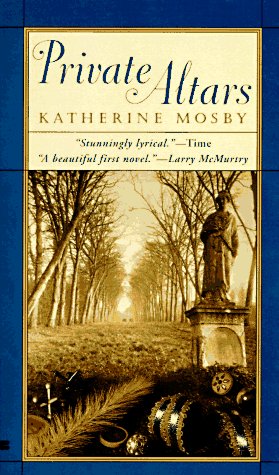 Private
Altars
KATHERINE MOSBY
"Stunningly lyrical."—Time
"A beautiful first novel."—Larry McMurtry